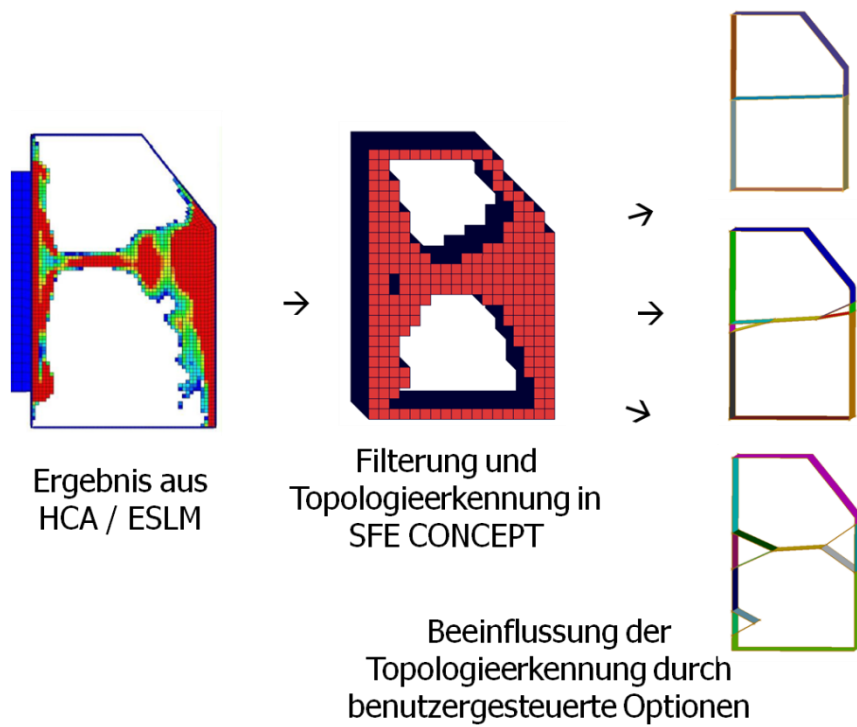 Ergebnis aus
HCA / ESLM
Filterung und
Topologieerkennung in
SFE CONCEPT
Beeinflussung der
Topologieerkennung durch
benutzergesteuerte Optionen